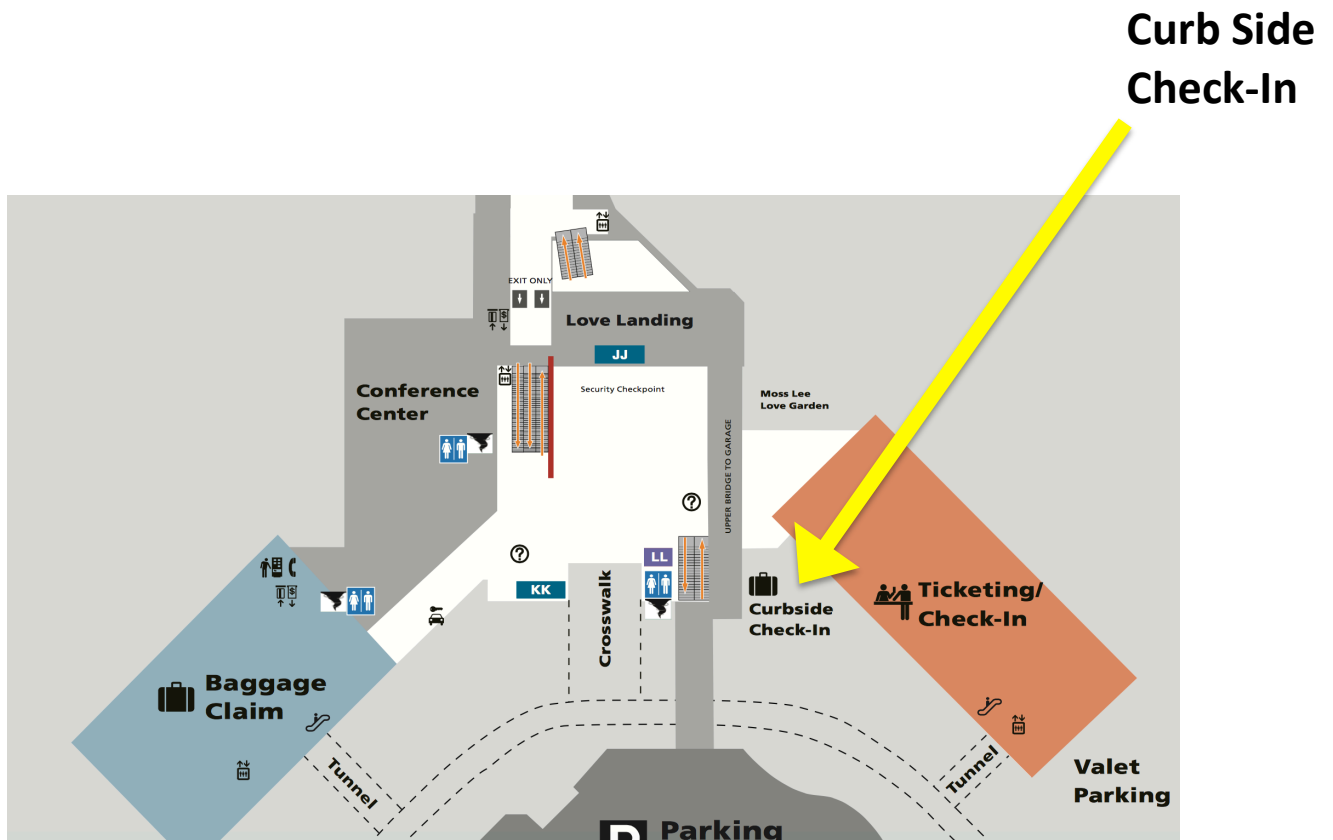 Curb Side
Check-In
EXIT ONLY
Love Landing
JJ
Security Checkpoint
Conference
Center
Moss Lee
Love Garden
UPPER BRIDGE TO GARAGE
?
?
LL
KK
Crosswalk
Curbside
Check-In
Ticketing/
Check-In
$
$
Baggage
Claim
Tunnel
Tunnel
Valet
Parking
P Parking